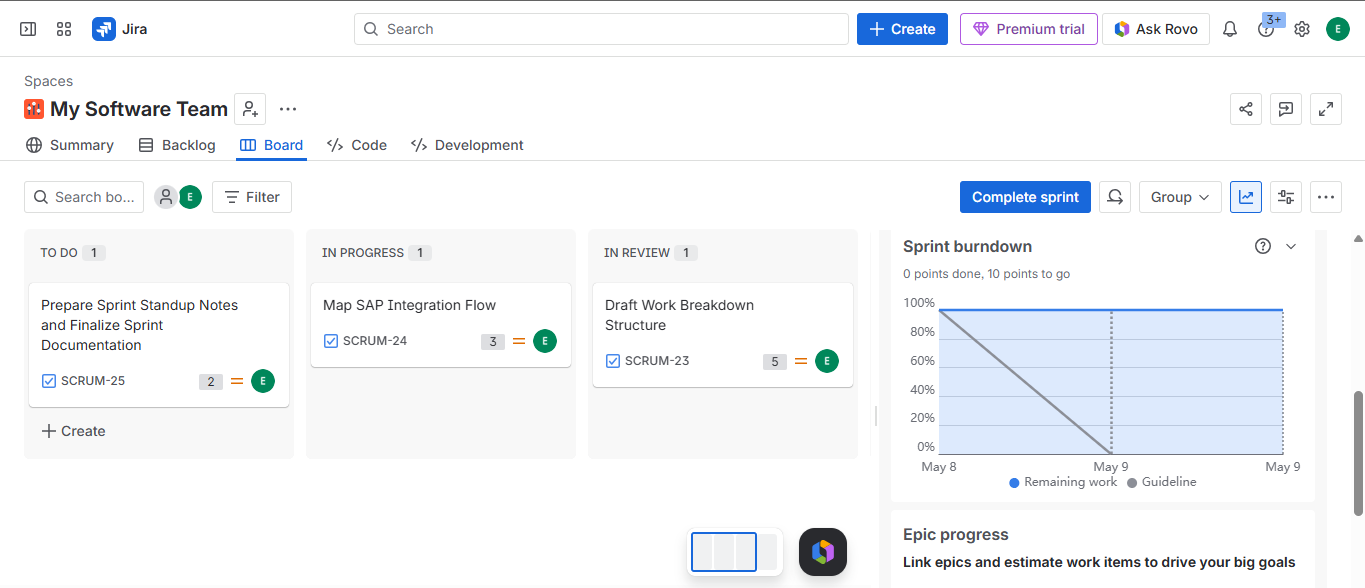 Jira
Search
Create
Premium trial
Ask Rovo
3+
E
Spaces
My Software Team
Summary
Backlog
Board
Code
Development
Search bo...
E
Filter
Complete sprint
Group
TO DO 1
Prepare Sprint Standup Notes
and Finalize Sprint
Documentation
SCRUM-25
2
E
Create
IN PROGRESS 1
Map SAP Integration Flow
SCRUM-24
3
E
IN REVIEW 1
Draft Work Breakdown
Structure
SCRUM-23
5
E
Sprint burndown
0 points done, 10 points to go
100%
80%
60%
40%
20%
0%
May 8
May 9
May 9
Remaining work
Guideline
Epic progress
Link epics and estimate work items to drive your big goals